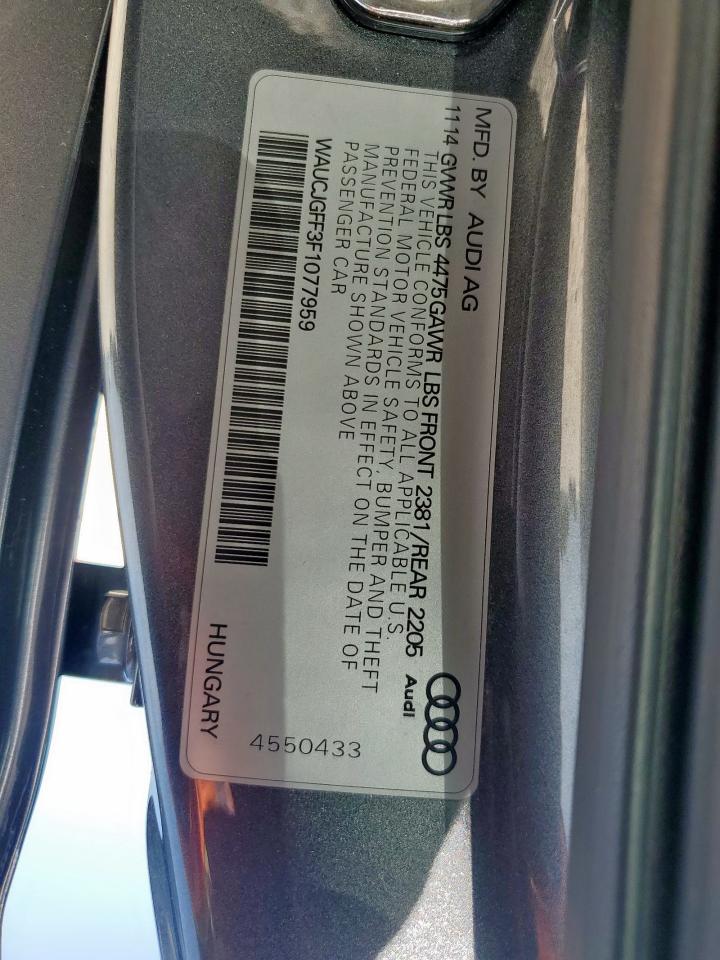 MFD. BY AUDI AG
1114 GVWR LBS 4475 GAWR LBS FRONT 2381/REAR 2205
THIS VEHICLE CONFORMS TO ALL APPLICABLE U.S.
FEDERAL MOTOR VEHICLE SAFETY, BUMPER AND THEFT
PREVENTION STANDARDS IN EFFECT ON THE DATE OF
MANUFACTURE SHOWN ABOVE
PASSENGER CAR
WAUCJGFF3F1077959
Audi
HUNGARY
4550433